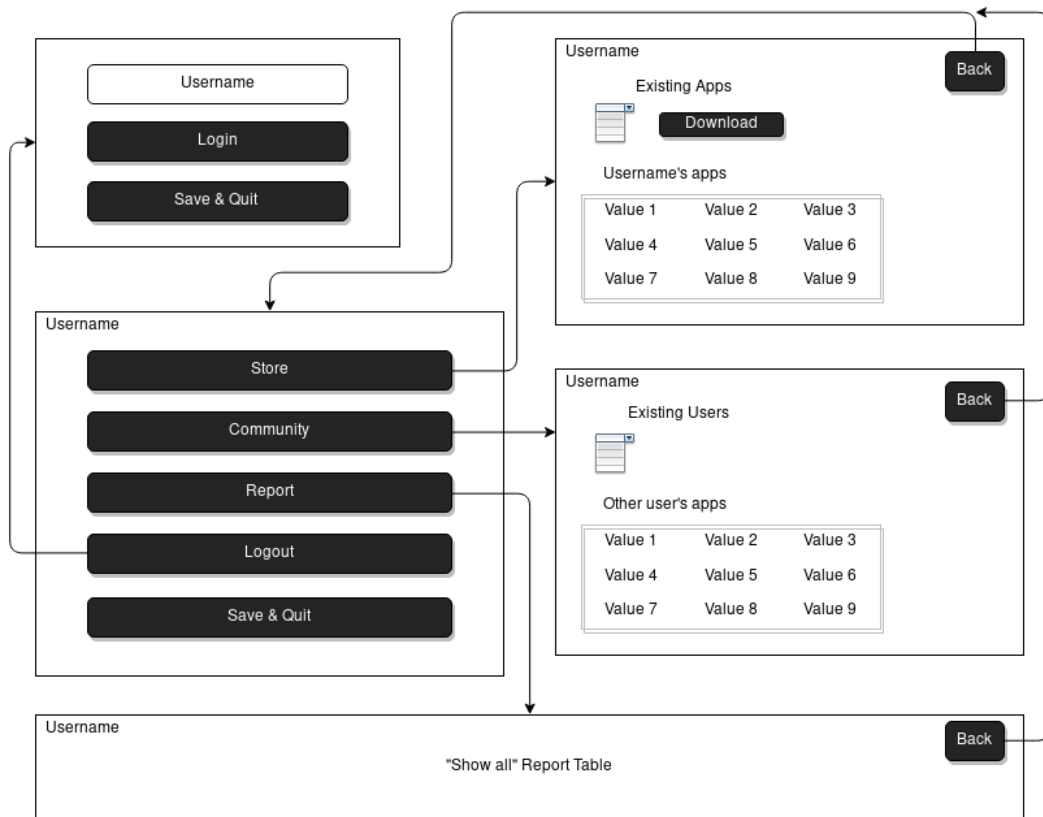 Username
Login
Save & Quit
Username
Store
Community
Report
Logout
Save & Quit
Username
Back
Existing Apps
Download
Username's apps
Value 1 Value 2 Value 3
Value 4 Value 5 Value 6
Value 7 Value 8 Value 9
Username
Back
Existing Users
Other user's apps
Value 1 Value 2 Value 3
Value 4 Value 5 Value 6
Value 7 Value 8 Value 9
Username
Back
"Show all" Report Table